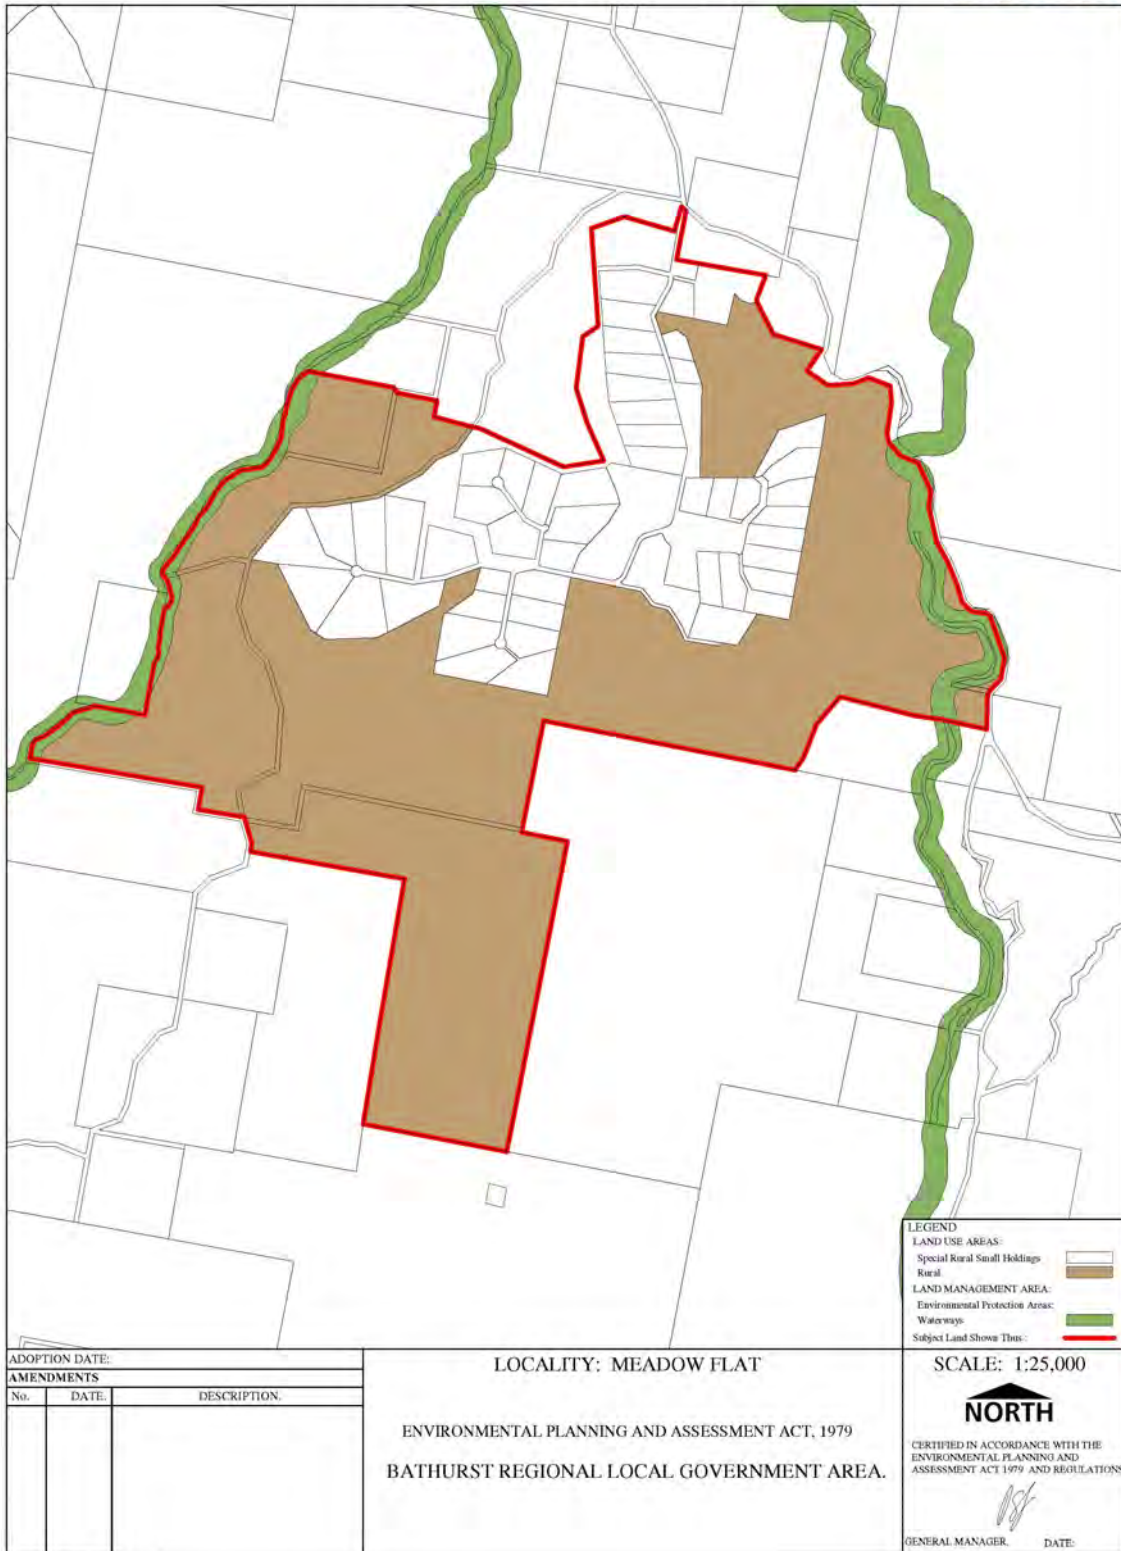 LEGEND
LAND USE AREAS:
Special Rural Small Holdings
Rural
LAND MANAGEMENT AREA:
Environmental Protection Areas:
Waterways
Subject Land Shown Thus:
ADOPTION DATE:
AMENDMENTS
No. DATE. DESCRIPTION.
LOCALITY: MEADOW FLAT
ENVIRONMENTAL PLANNING AND ASSESSMENT ACT, 1979
BATHURST REGIONAL LOCAL GOVERNMENT AREA.
SCALE: 1:25,000
NORTH
CERTIFIED IN ACCORDANCE WITH THE
ENVIRONMENTAL PLANNING AND
ASSESSMENT ACT 1979 AND REGULATIONS
GENERAL MANAGER. DATE: